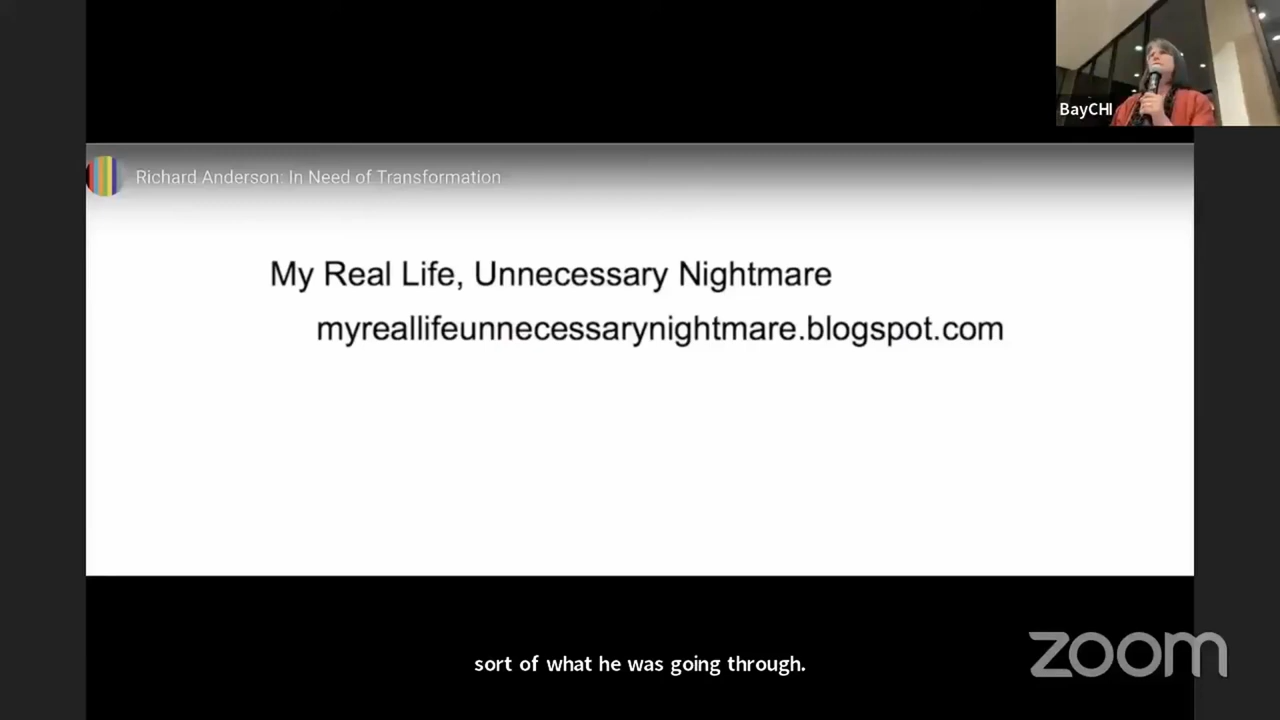 BayCHI
Richard Anderson: In Need of Transformation
My Real Life, Unnecessary Nightmare
myreallifeunnecessarynightmare.blogspot.com
sort of what he was going through.
zoom